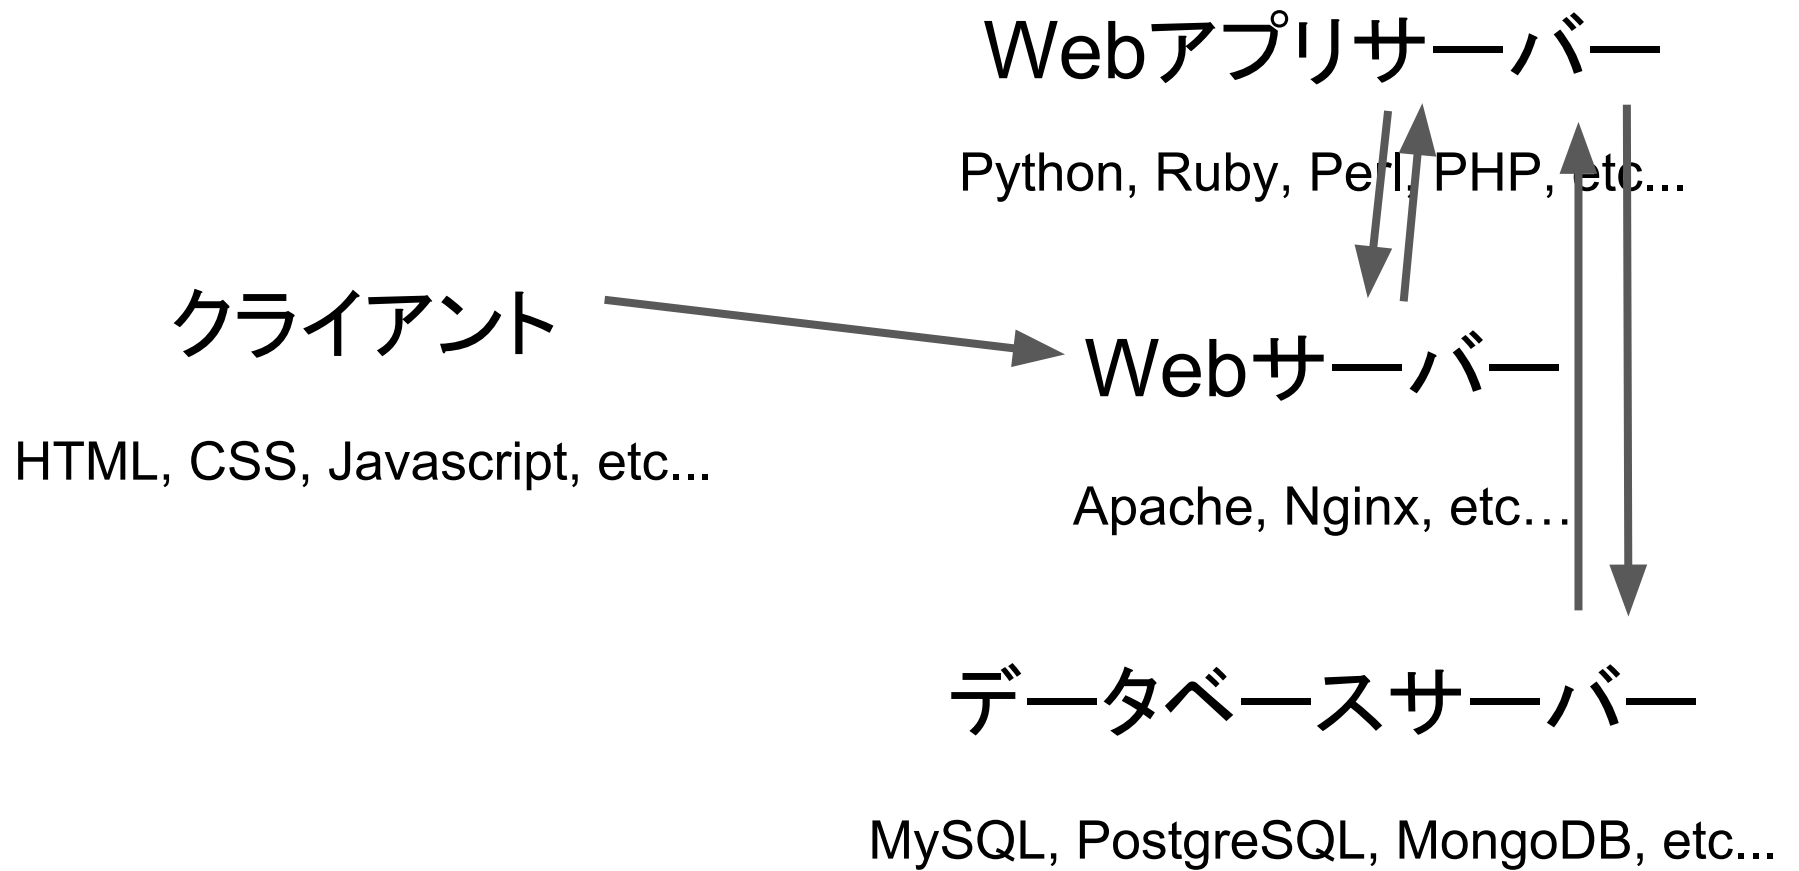 Webアプリサーバー
Python, Ruby, Perl, PHP, etc...
クライアント
HTML, CSS, Javascript, etc...
Webサーバー
Apache, Nginx, etc…
データベースサーバー
MySQL, PostgreSQL, MongoDB, etc...